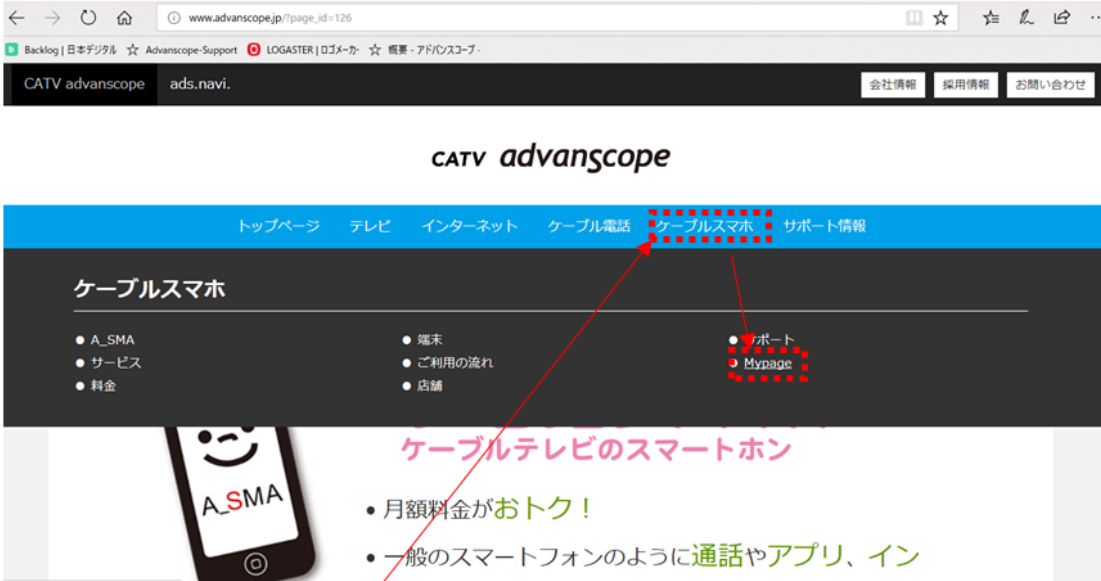 www.advanscope.jp/?page_id=126
Backlog | 日本デジタル Advanscope-Support LOGASTER | ロゴメーカ- 概要 - アドバンスコープ -
CATV advanscope ads.navi. 会社情報 採用情報 お問い合わせ
CATV advanscope
トップページ テレビ インターネット ケーブル電話 ケーブルスマホ サポート情報
ケーブルスマホ
A_SMA 端末 サポート
サービス ご利用の流れ Mypage
料金 店舗
ケーブルテレビのスマートホン
A_SMA
• 月額料金がおトク！
• 一般のスマートフォンのように通話やアプリ、イン